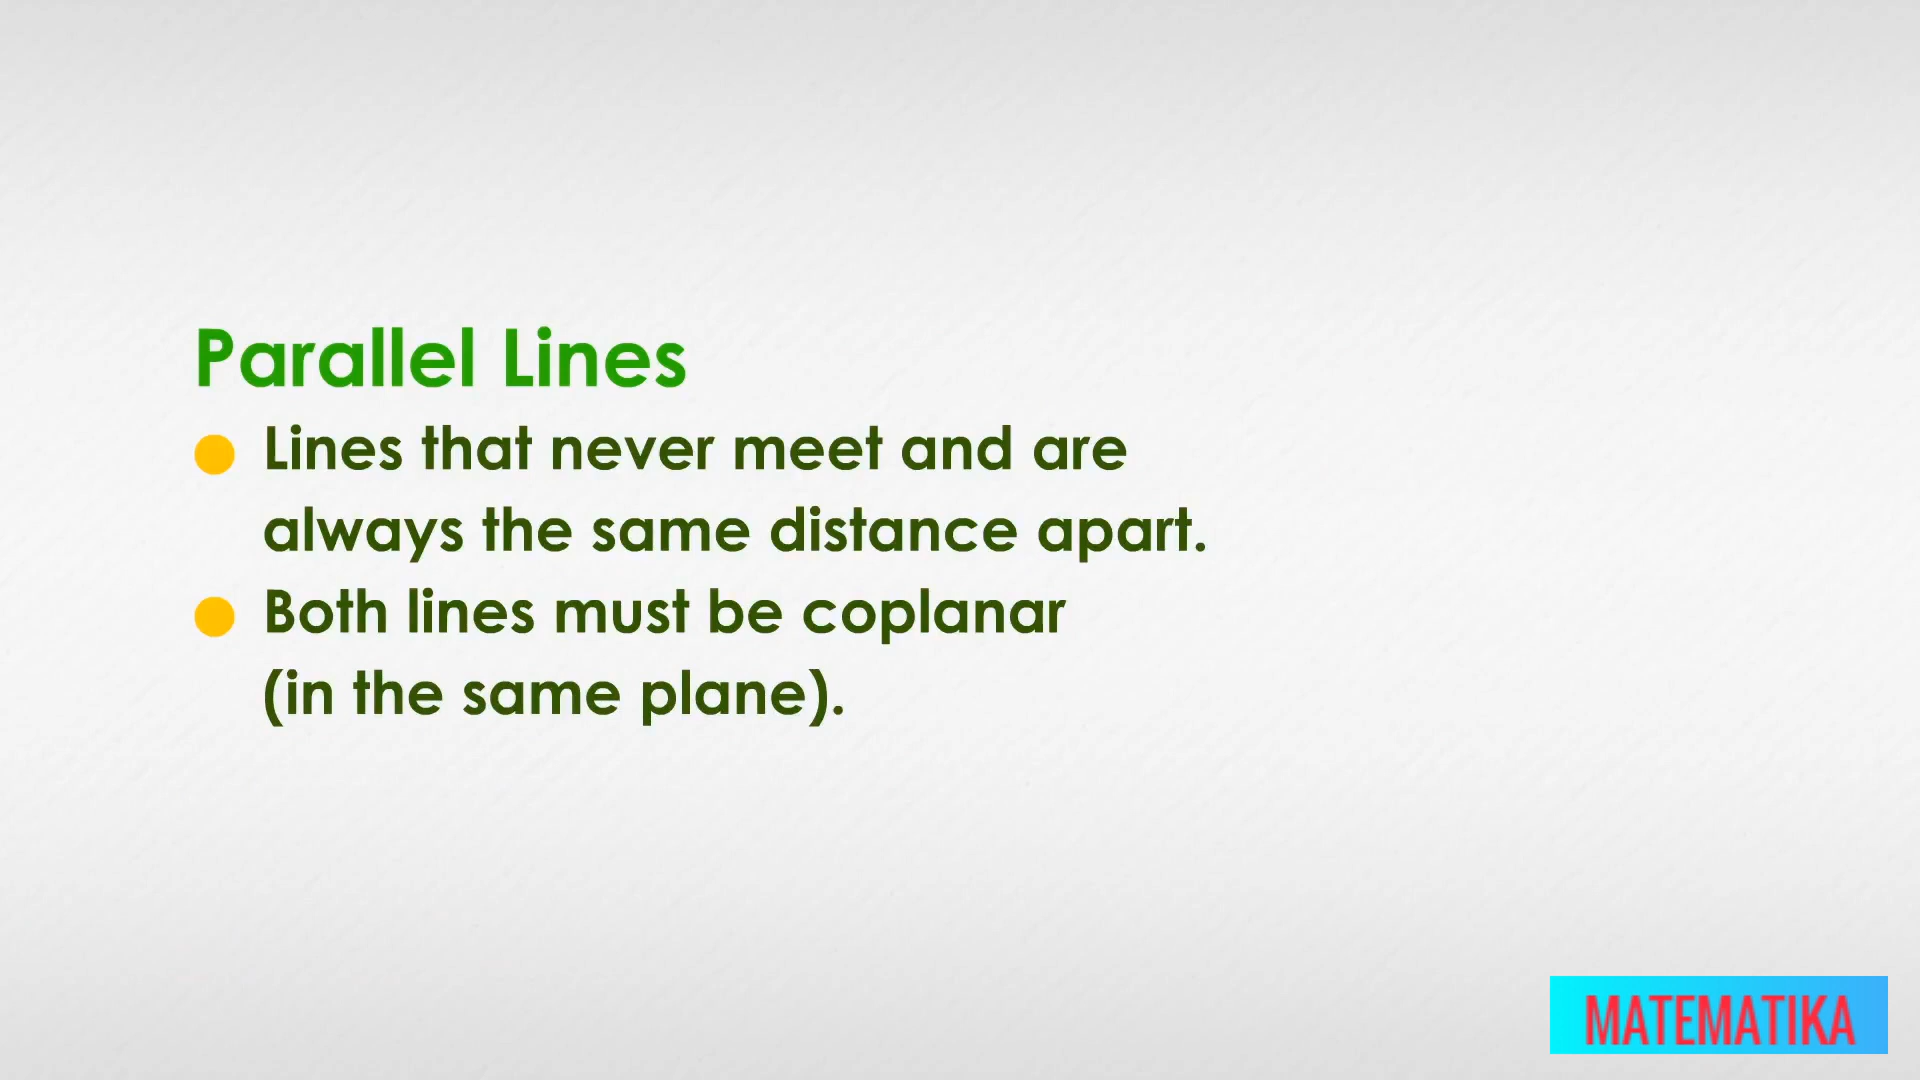 Parallel Lines
Lines that never meet and are
always the same distance apart.
Both lines must be coplanar
(in the same plane).
MATEMATIKA